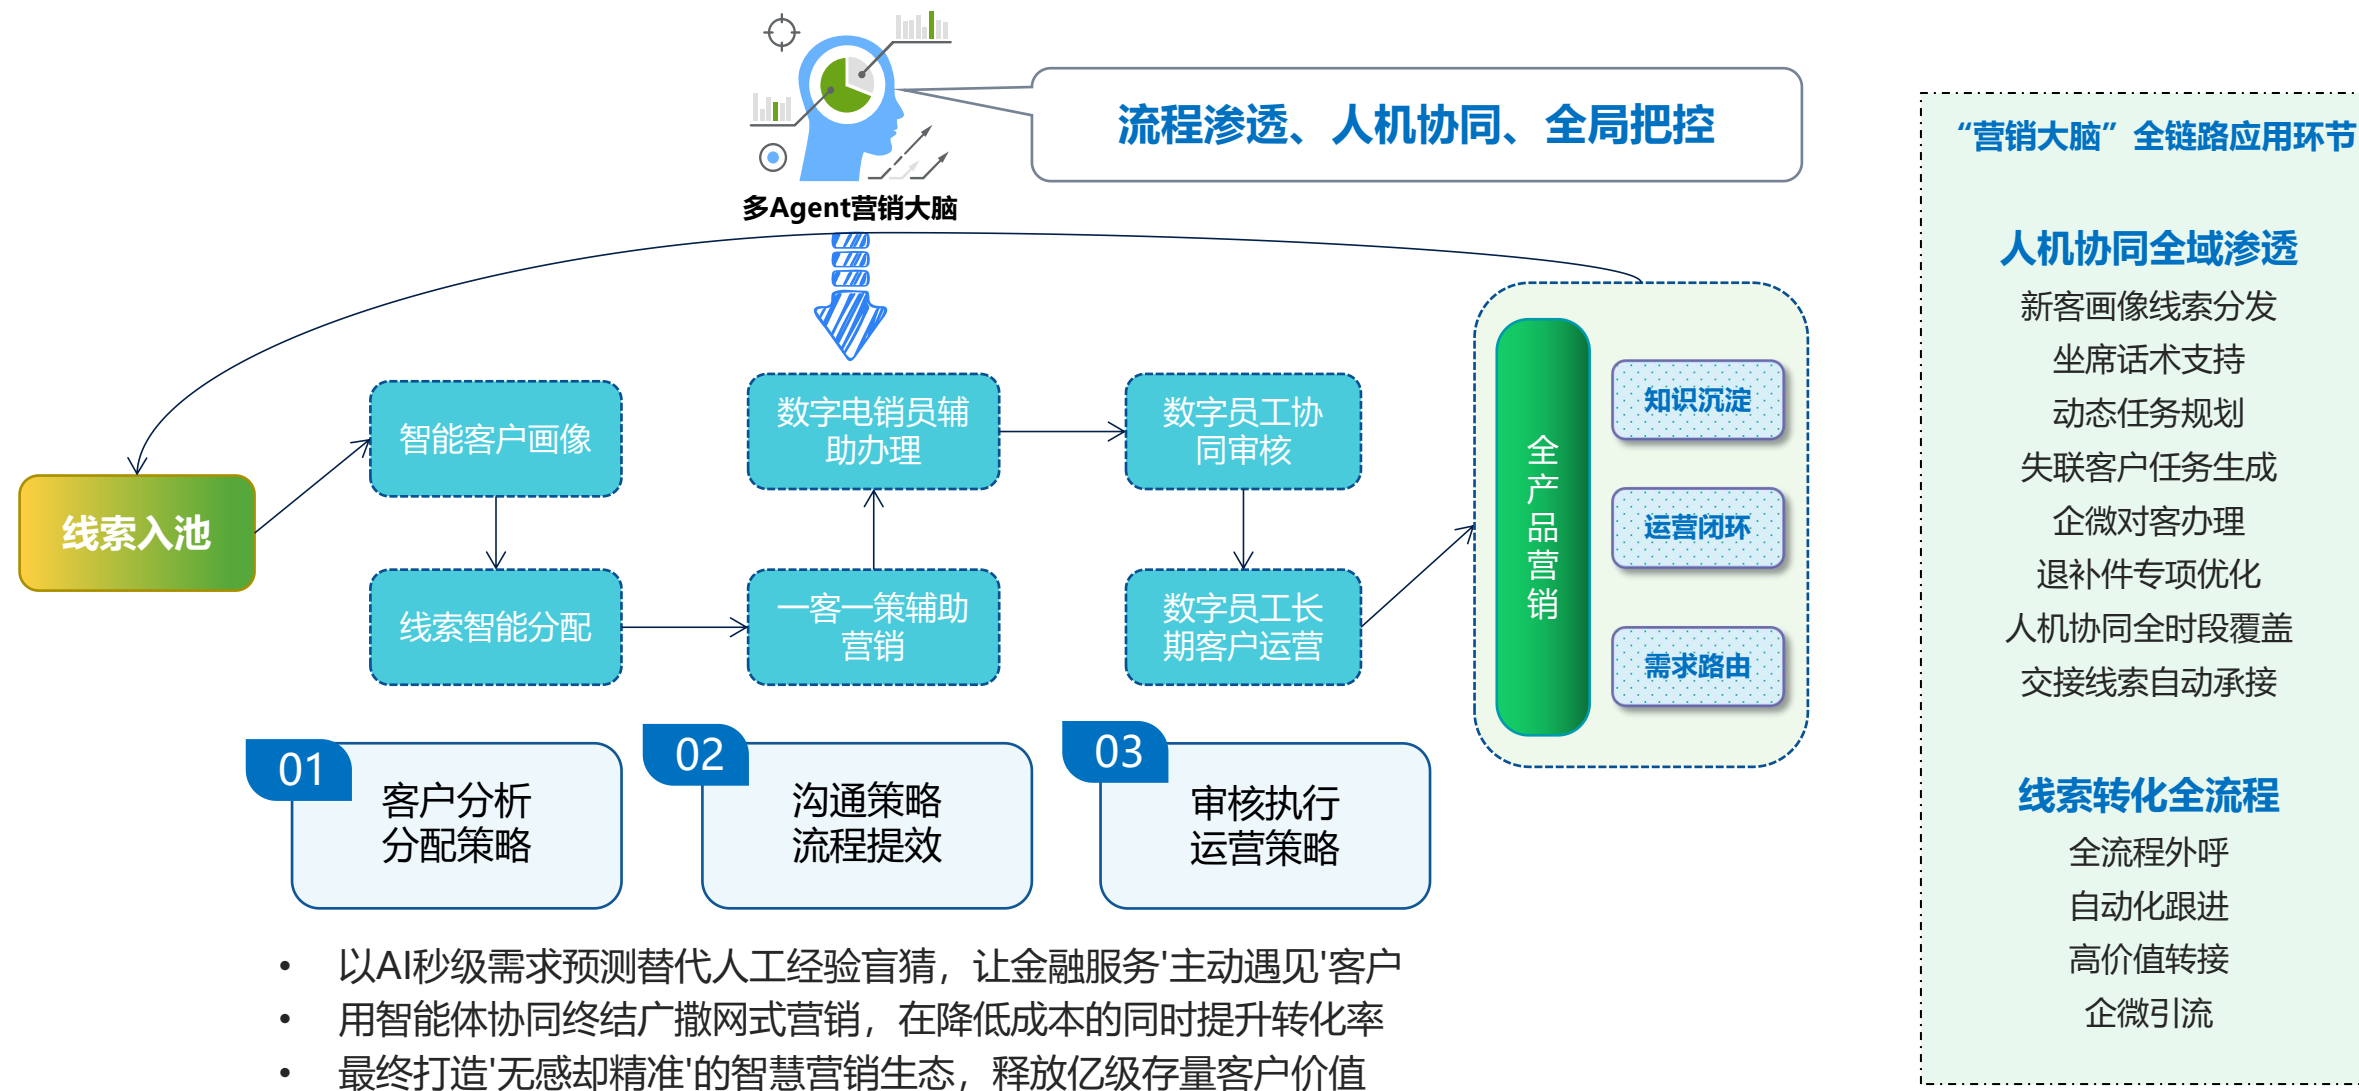 流程渗透、人机协同、全局把控
多Agent营销大脑
线索入池
智能客户画像
线索智能分配
数字电销员辅
助办理
一客一策辅助
营销
数字员工协
同审核
数字员工长
期客户运营
全
产
品
营
销
知识沉淀
运营闭环
需求路由
01
客户分析
分配策略
02
沟通策略
流程提效
03
审核执行
运营策略
• 以AI秒级需求预测替代人工经验盲猜，让金融服务'主动遇见'客户
• 用智能体协同终结广撒网式营销，在降低成本的同时提升转化率
• 最终打造'无感却精准'的智慧营销生态，释放亿级存量客户价值
“营销大脑”全链路应用环节
人机协同全域渗透
新客画像线索分发
坐席话术支持
动态任务规划
失联客户任务生成
企微对客办理
退补件专项优化
人机协同全时段覆盖
交接线索自动承接
线索转化全流程
全流程外呼
自动化跟进
高价值转接
企微引流